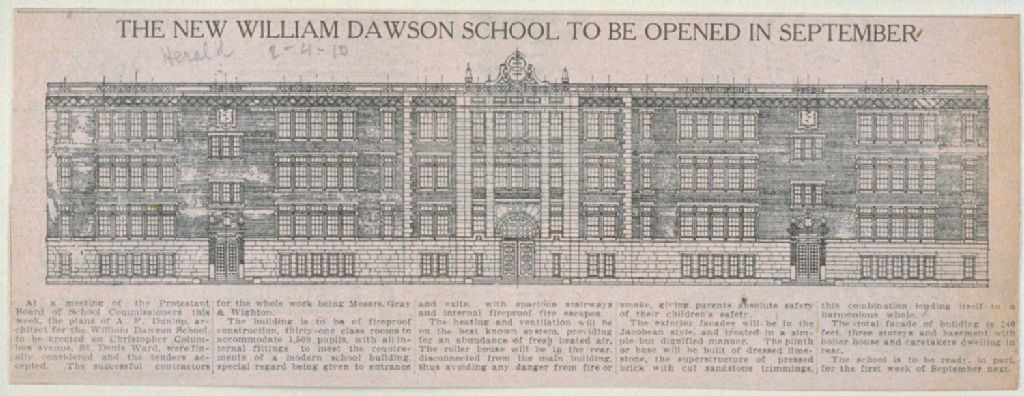 THE NEW WILLIAM DAWSON SCHOOL TO BE OPENED IN SEPTEMBER
Herald 2-4-10
At a meeting of the Protestant
Board of School Commissioners this
week, the plans of A. F. Dunlop, ar-
chitect for the William Dawson School,
to be erected on Christopher Colum-
bus avenue, St. Denis Ward, were fin-
ally considered and the tenders ac-
cepted. The successful contractors
for the whole work being Messrs. Gray
& Wighton.
The building is to be of fireproof
construction, thirty-one class rooms to
accommodate 1,500 pupils, with all in-
ternal fittings to meet the require-
ments of a modern school building,
special regard being given to entrance
and exits, with spacious stairways
and internal fireproof fire escapes.
The heating and ventilation will be
on the best known system, providing
for an abundance of fresh heated air.
The roller house will be in the rear,
disconnected from the main building,
thus avoiding any danger from fire or
smoke, giving parents absolute safety
of their children's safety.
The exterior facades will be in the
Jacobean style, and treated in a sim-
ple but dignified manner. The plinth
or base will be built of dressed lime-
stone, the superstructure of pressed
brick with cut sandstone trimmings,
this combination lending itself to a
harmonious whole.
The total facade of building is 240
feet, three storeys and basement with
boiler house and caretakers dwelling in
rear.
The school is to be ready, in part,
for the first week of September next.